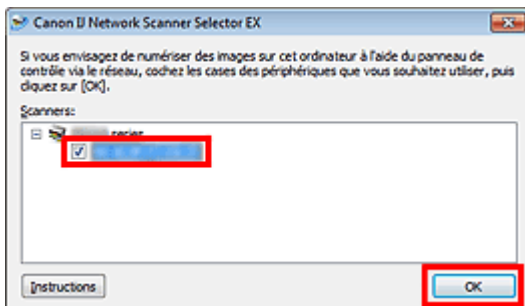 Canon IJ Network Scanner Selector EX
Si vous envisagez de numériser des images sur cet ordinateur à l'aide du panneau de
contrôle via le réseau, cochez les cases des périphériques que vous souhaitez utiliser, puis
cliquez sur [OK].
Scanners:
series
Instructions
OK